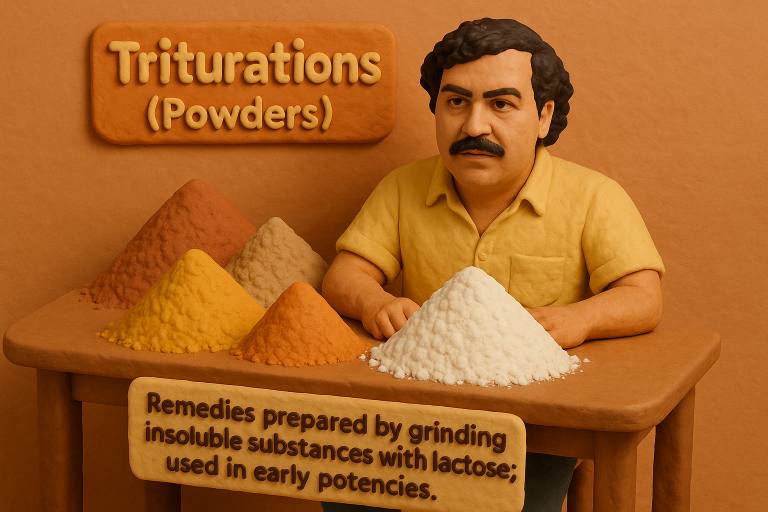 Triturations
(Powders)
Remedies prepared by grinding
insoluble substances with lactose;
used in early potencies.